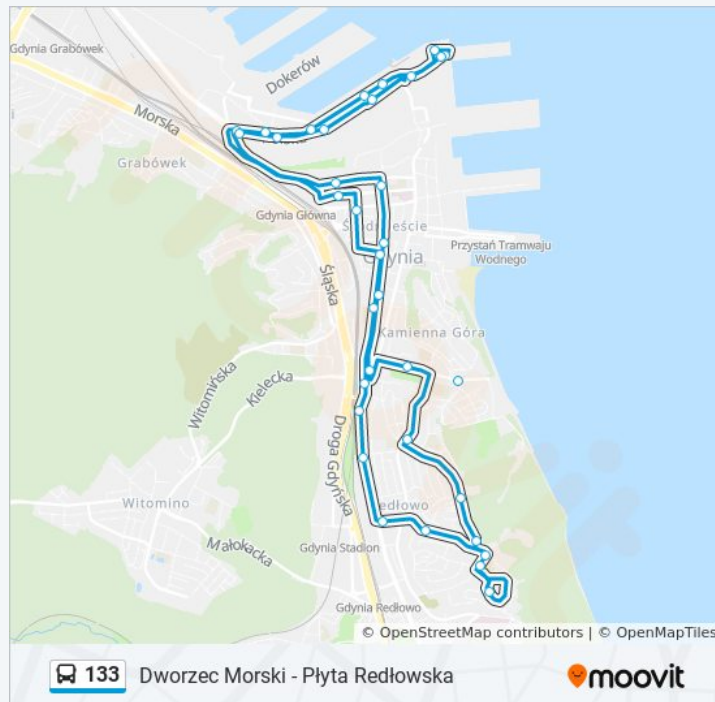 Gdynia Grabówek
Dokerów
Morska
Grabówek
Gdynia Główna
Śródmieście
Gdynia
Przystań Tramwaju
Wodnego
Śląska
Kamienna Góra
Witomińska
Kielecka
Droga Gdyńska
Witomino
Redłowo
Małokacka
Gdynia Stadion
Gdynia Redłowo
© OpenStreetMap contributors | © OpenMapTiles
133 Dworzec Morski - Płyta Redłowska
moovit